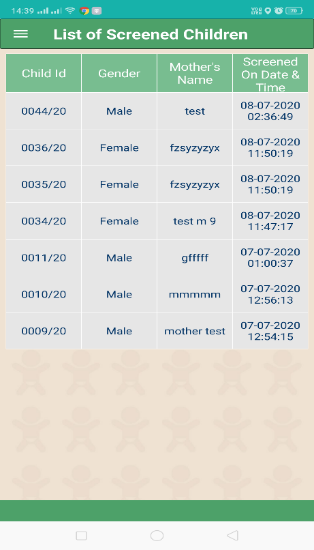 14.39
List of Screened Children
Child Id Gender Mother's Name Screened On Date & Time
0044/20 Male test 08-07-2020 02:36:49
0036/20 Female fzsyzyzyx 08-07-2020 11:50:19
0035/20 Female fzsyzyzyx 08-07-2020 11:50:19
0034/20 Female test m 9 08-07-2020 11:47:17
0011/20 Male gfffff 07-07-2020 01:00:37
0010/20 Male mmmmm 07-07-2020 12:56:13
0009/20 Male mother test 07-07-2020 12:54:15